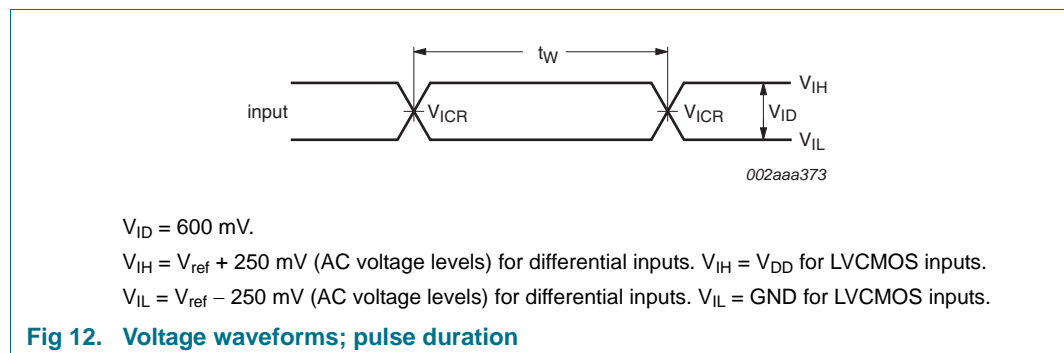 tW
VIH
input
VICR
VICR
VID
VIL
002aaa373
VID = 600 mV.
VIH = Vref + 250 mV (AC voltage levels) for differential inputs. VIH = VDD for LVCMOS inputs.
VIL = Vref − 250 mV (AC voltage levels) for differential inputs. VIL = GND for LVCMOS inputs.
Fig 12. Voltage waveforms; pulse duration